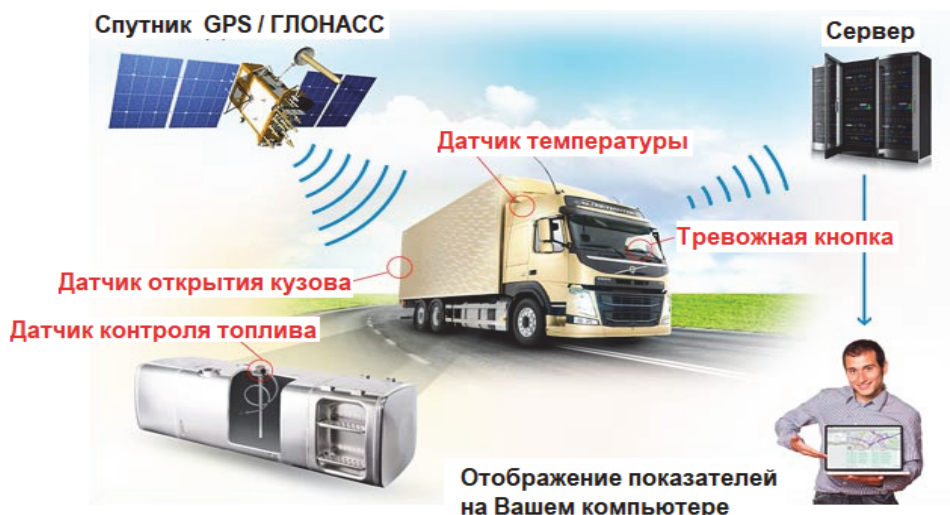 Спутник GPS / ГЛОНАСС
Сервер
Датчик температуры
Тревожная кнопка
Датчик открытия кузова
Датчик контроля топлива
Отображение показателей
на Вашем компьютере